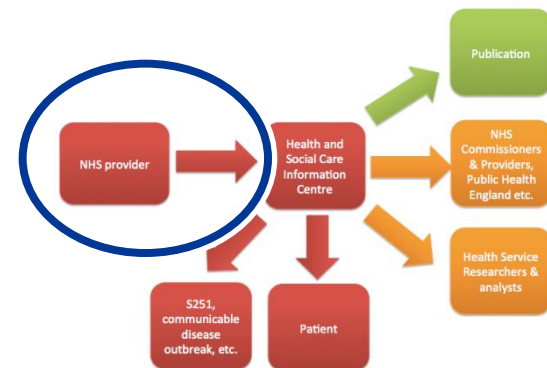 Publication
NHS provider
Health and
Social Care
Information
Centre
NHS
Commissioners
& Providers,
Public Health
England etc.
Health Service
Researchers &
analysts
S251,
communicable
disease
outbreak, etc.
Patient